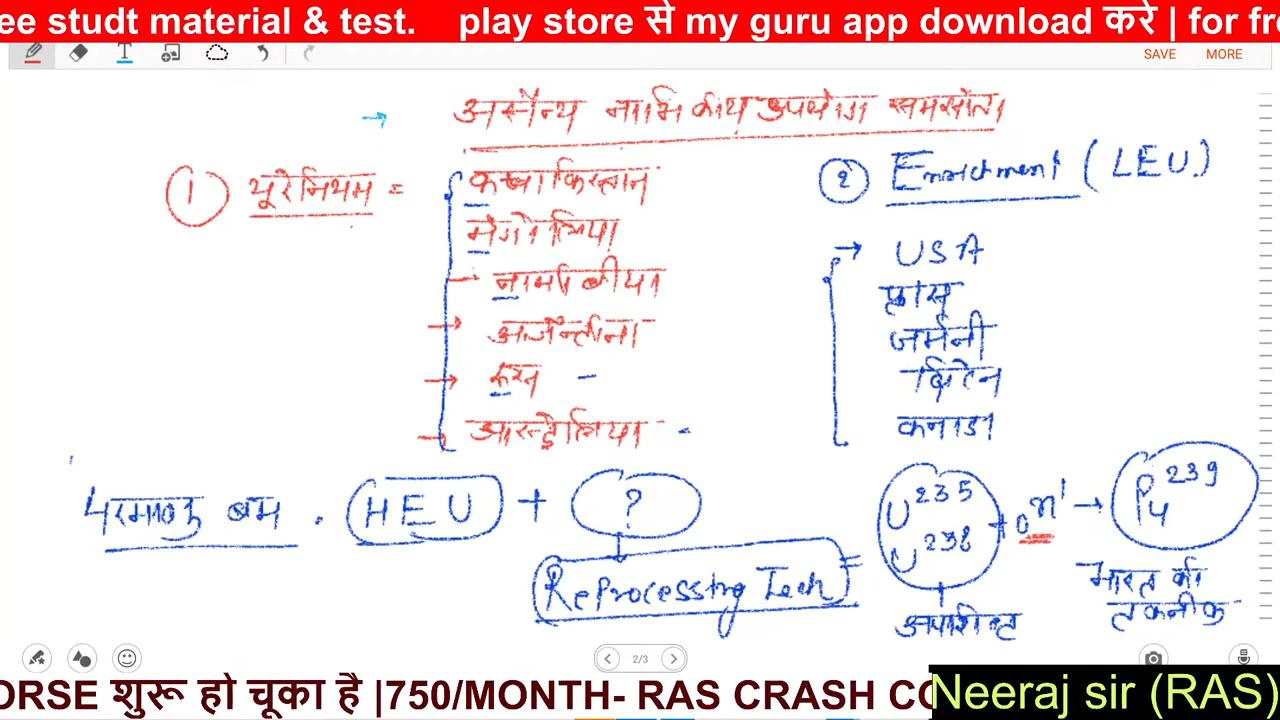 ee studt material & test. play store से my guru app download करे | for fre
SAVE MORE
असैन्य नाभिकीय उपयोग समझौता
① यूरेनियम =
कजाकिस्तान
मंगोलिया
नामीबीया
अर्जेन्तीना
आस्ट्रेलिया
② Enrichment (LEU)
USA
फ्रांस
जर्मनी
ब्रिटेन
कनाडा
परमाणु बम . HEU + ?
Reprocessing Tech =
U²³⁵
U²³⁸
+ ₀n¹ → Pu²³⁹
अपशिष्ट
भारत की
तकनीक
2/3
ORSE शुरू हो चूका है |750/MONTH- RAS CRASH CO
Neeraj sir (RAS)